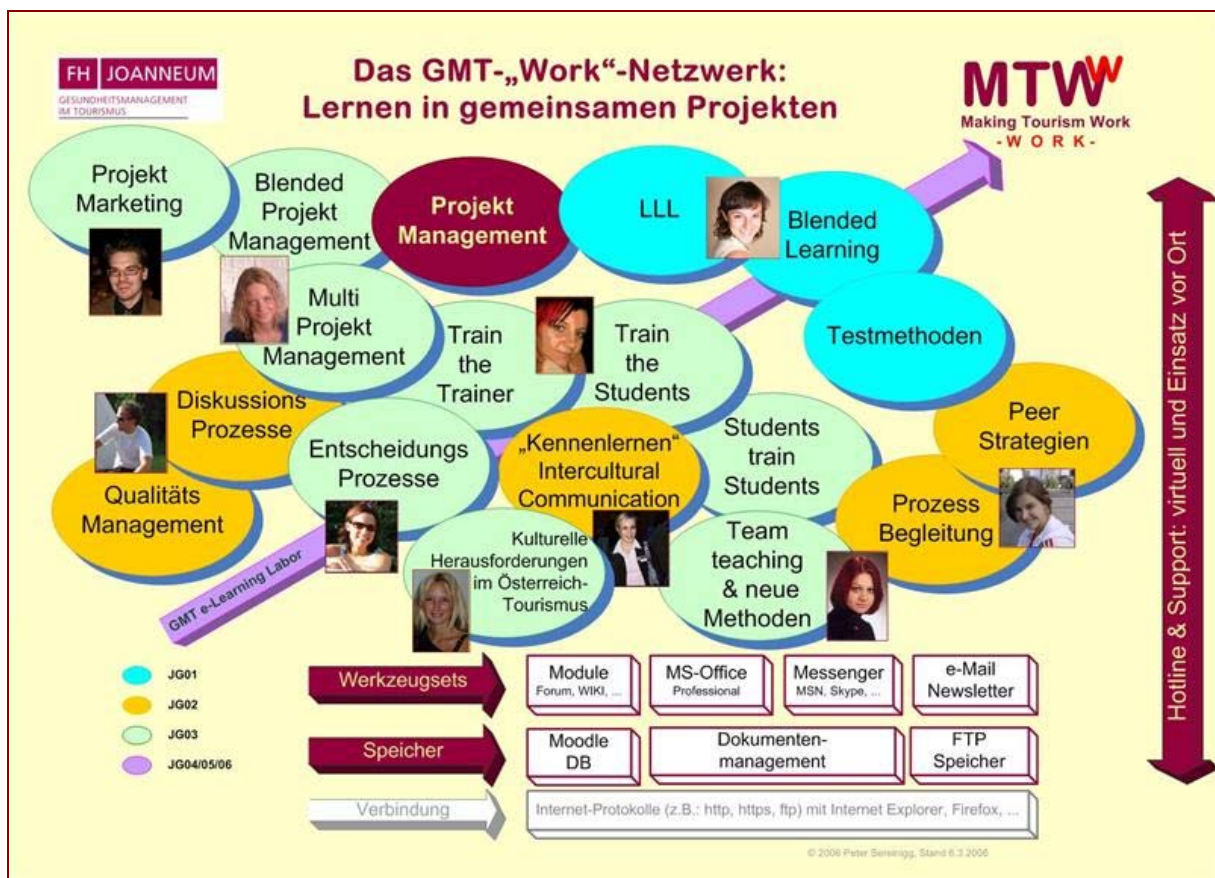 FH JOANNEUM
GESUNDHEITSMANAGEMENT
IM TOURISMUS
Das GMT-„Work“-Netzwerk:
Lernen in gemeinsamen Projekten
MTWW
Making Tourism Work
- W O R K -
Projekt
Marketing
Blended
Projekt
Management
Projekt
Management
LLL
Blended
Learning
Multi
Projekt
Management
Train
the
Trainer
Train
the
Students
Testmethoden
Diskussions
Prozesse
Entscheidungs
Prozesse
„Kennenlernen“
Intercultural
Communication
Students
train
Students
Peer
Strategien
Qualitäts
Management
Prozess
Begleitung
Kulturelle
Herausforderungen
im Österreich-
Tourismus
Team
teaching
& neue
Methoden
GMT e-Learning Labor
Hotline & Support: virtuell und Einsatz vor Ort
JG01
JG02
JG03
JG04/05/06
Werkzeugsets
Module
Forum, WIKI, ...
MS-Office
Professional
Messenger
MSN, Skype, ...
e-Mail
Newsletter
Speicher
Moodle
DB
Dokumenten-
management
FTP
Speicher
Verbindung
Internet-Protokolle (z.B.: http, https, ftp) mit Internet Explorer, Firefox, ...
© 2006 Peter Sereinigg, Stand 6.3.2006